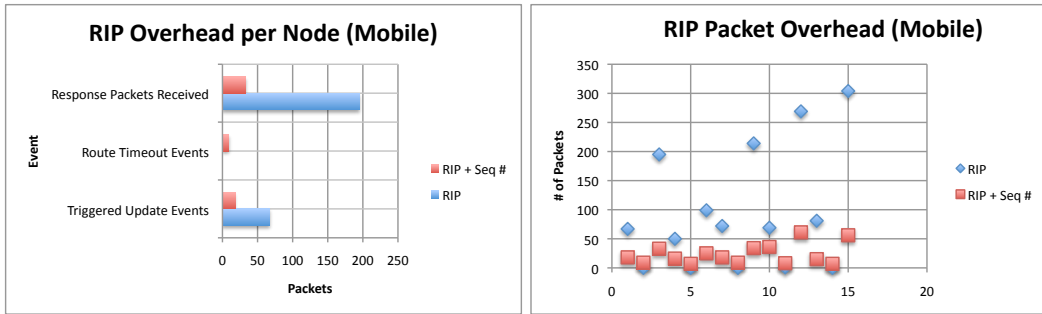 RIP Overhead per Node (Mobile)
Event
Response Packets Received
Route Timeout Events
Triggered Update Events
0 50 100 150 200 250
Packets
RIP + Seq #
RIP
RIP Packet Overhead (Mobile)
# of Packets
350
300
250
200
150
100
50
0
0 5 10 15 20
RIP
RIP + Seq #